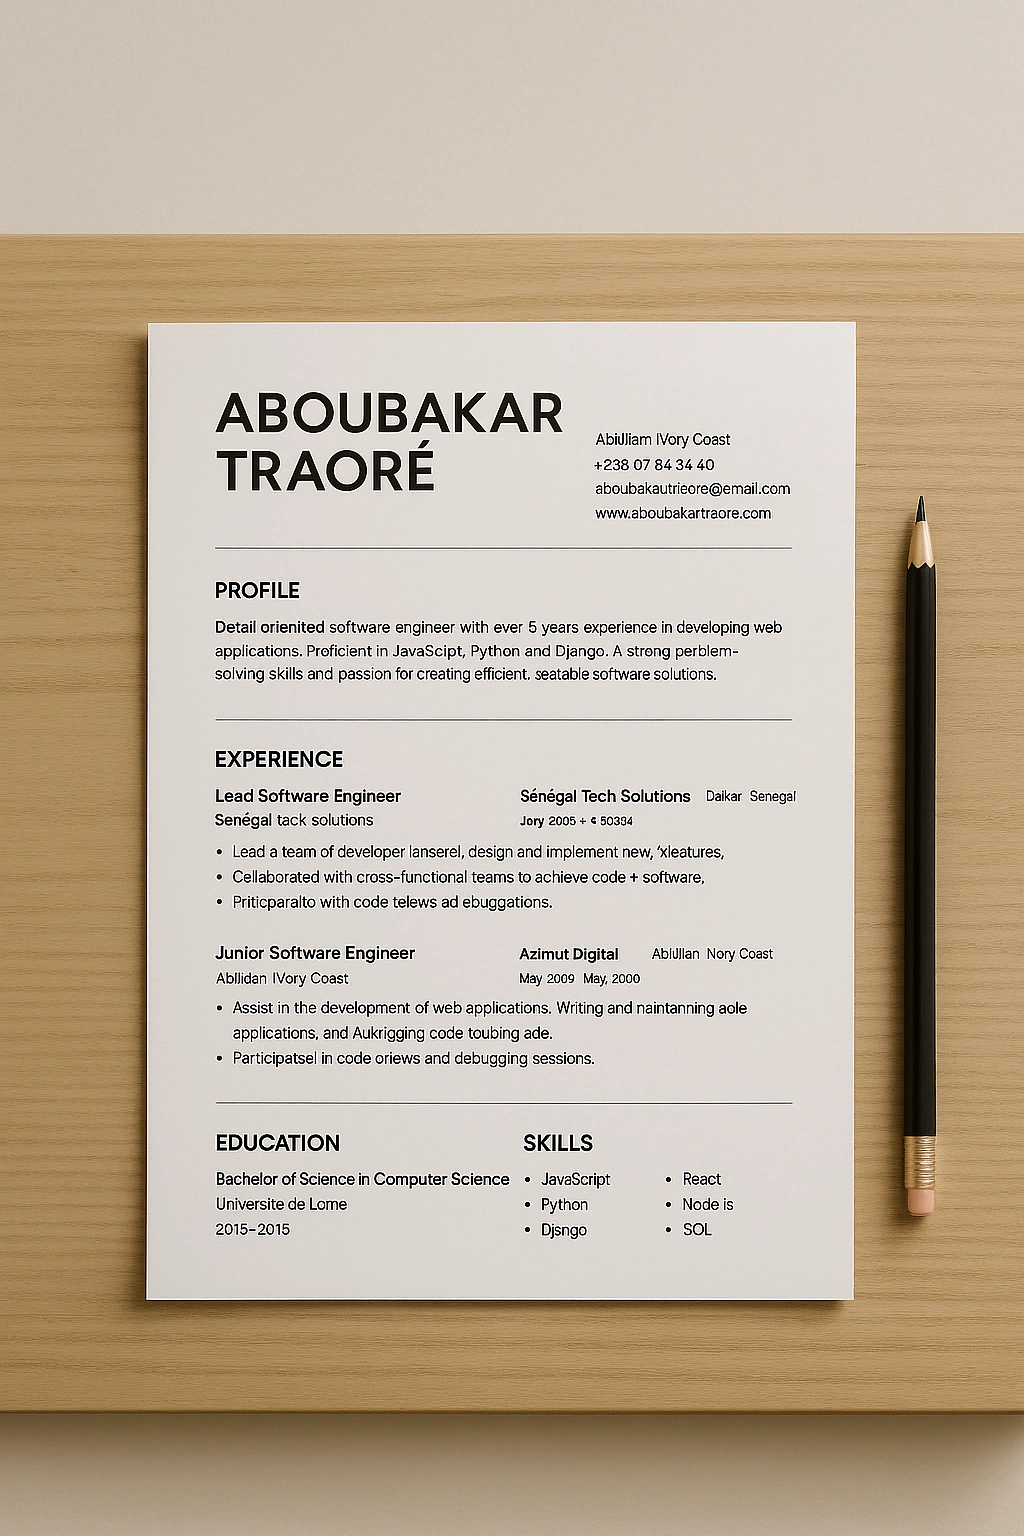 ABOUBAKAR
TRAORÉ
Abidjiam IVory Coast
+238 07 84 34 40
aboubakautrieore@email.com
www.aboubakartraore.com
PROFILE
Detail orienited software engineer with ever 5 years experience in developing web
applications. Proficient in JavaScipt, Python and Django. A strong perblem-
solving skills and passion for creating efficient. seatable software solutions.
EXPERIENCE
Lead Software Engineer
Senégal tack solutions
Sénégal Tech Solutions Daikar Senegal
Jory 2005 +
• Lead a team of developer lanserel, design and implement new, ‘xleatures,
• Cellaborated with cross-functional teams to achieve code + software,
• Priticparalto with code telews ad ebuggations.
Junior Software Engineer
Abllidan IVory Coast
Azimut Digital Nory Coast
May 2009 May, 2000
• Assist in the development of web applications. Writing and naintanning aole
applications, and Aukrigging code toubing ade.
• Participatsel in code oriews and debugging sessions.
EDUCATION
Bachelor of Science in Computer Science
Universite de Lome
2015–2015
SKILLS
• JavaScript
• Python
• Djsngo
• React
• Node is
• SOL